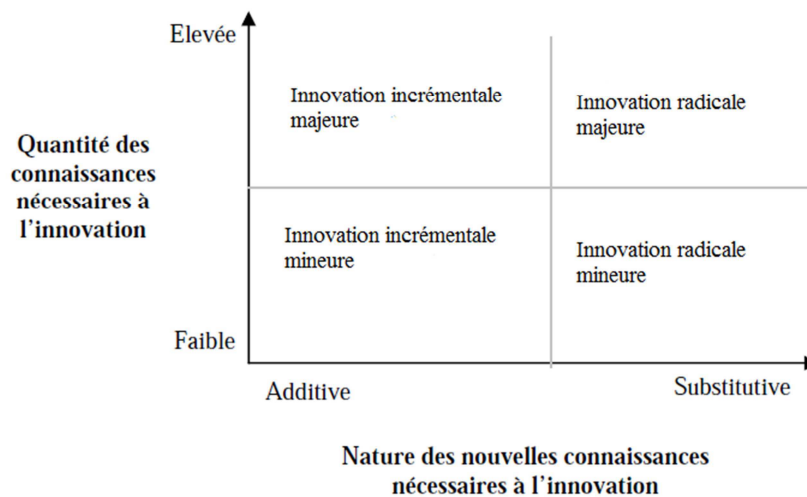 Elevée
Innovation incrémentale
majeure
Innovation radicale
majeure
Quantité des
connaissances
nécessaires à
l'innovation
Innovation incrémentale
mineure
Innovation radicale
mineure
Faible
Additive
Substitutive
Nature des nouvelles connaissances
nécessaires à l'innovation